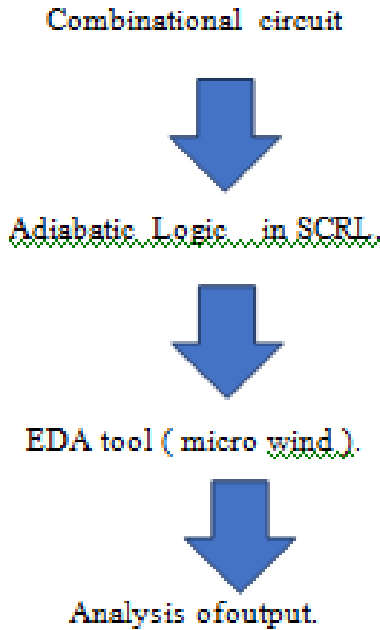 Combinational circuit
Adiabatic Logic in SCRL.
EDA tool ( micro wind ).
Analysis ofoutput.